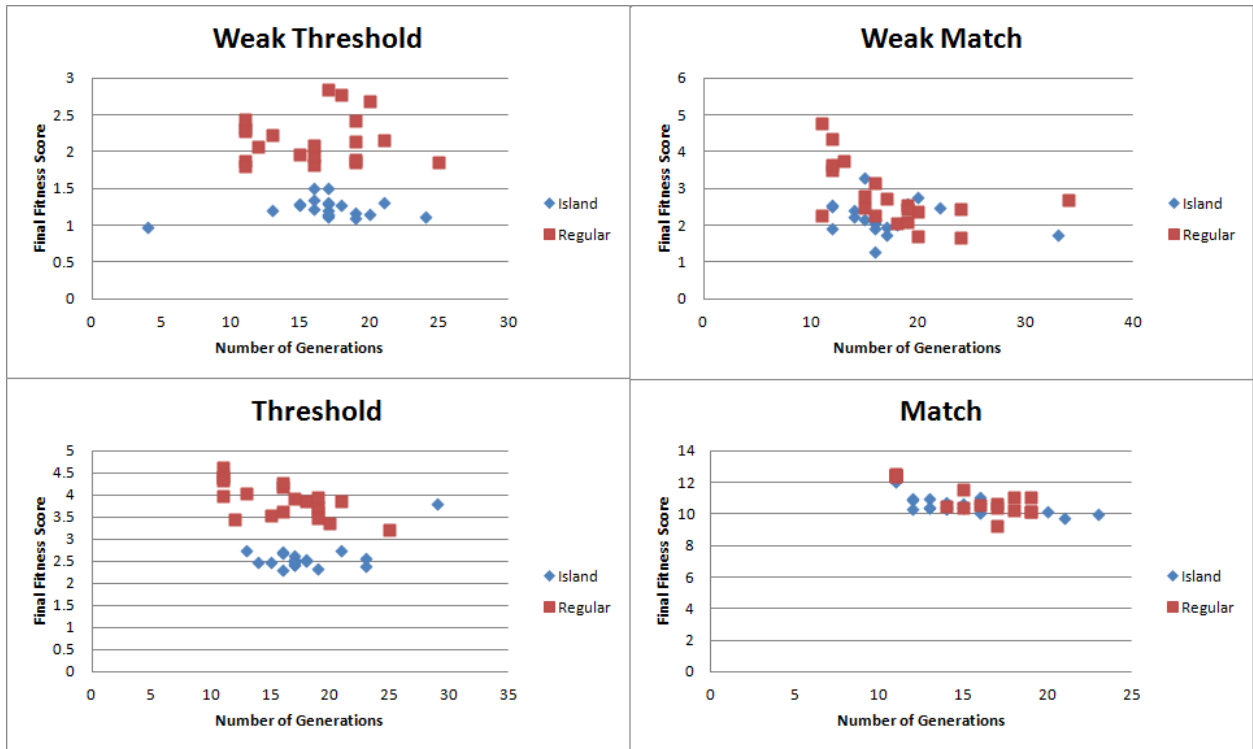 Weak Threshold
3
2.5
2
1.5
1
0.5
0
0 5 10 15 20 25 30
Final Fitness Score
Number of Generations
Island
Regular
Weak Match
6
5
4
3
2
1
0
0 10 20 30 40
Final Fitness Score
Number of Generations
Island
Regular
Threshold
5
4.5
4
3.5
3
2.5
2
1.5
1
0.5
0
0 5 10 15 20 25 30 35
Final Fitness Score
Number of Generations
Island
Regular
Match
14
12
10
8
6
4
2
0
0 5 10 15 20 25
Final Fitness Score
Number of Generations
Island
Regular